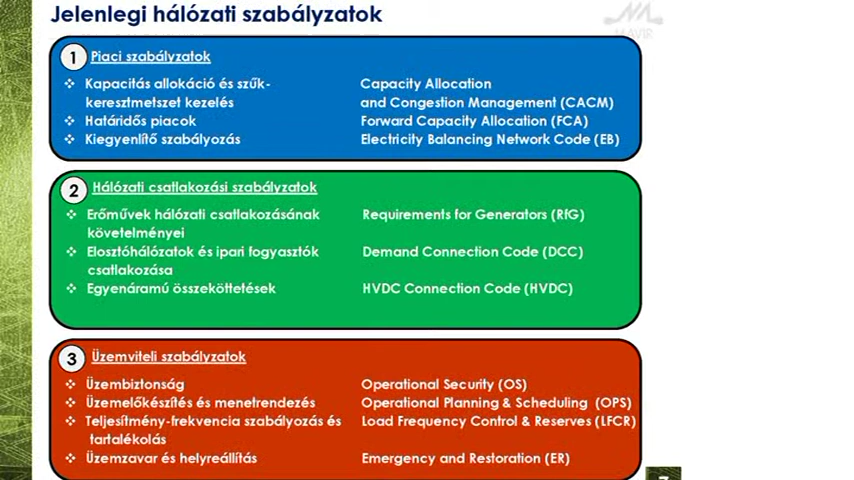 Jelenlegi hálózati szabályzatok
MAVIR
1 Piaci szabályzatok
❖ Kapacitás allokáció és szűk- Capacity Allocation
keresztmetszet kezelés and Congestion Management (CACM)
❖ Határidős piacok Forward Capacity Allocation (FCA)
❖ Kiegyenlítő szabályozás Electricity Balancing Network Code (EB)
2 Hálózati csatlakozási szabályzatok
❖ Erőművek hálózati csatlakozásának Requirements for Generators (RfG)
követelményei
❖ Elosztóhálózatok és ipari fogyasztók Demand Connection Code (DCC)
csatlakozása
❖ Egyenáramú összeköttetések HVDC Connection Code (HVDC)
3 Üzemviteli szabályzatok
❖ Üzembiztonság Operational Security (OS)
❖ Üzemelőkészítés és menetrendezés Operational Planning & Scheduling (OPS)
❖ Teljesítmény-frekvencia szabályozás és Load Frequency Control & Reserves (LFCR)
tartalékolás
❖ Üzemzavar és helyreállítás Emergency and Restoration (ER)
7